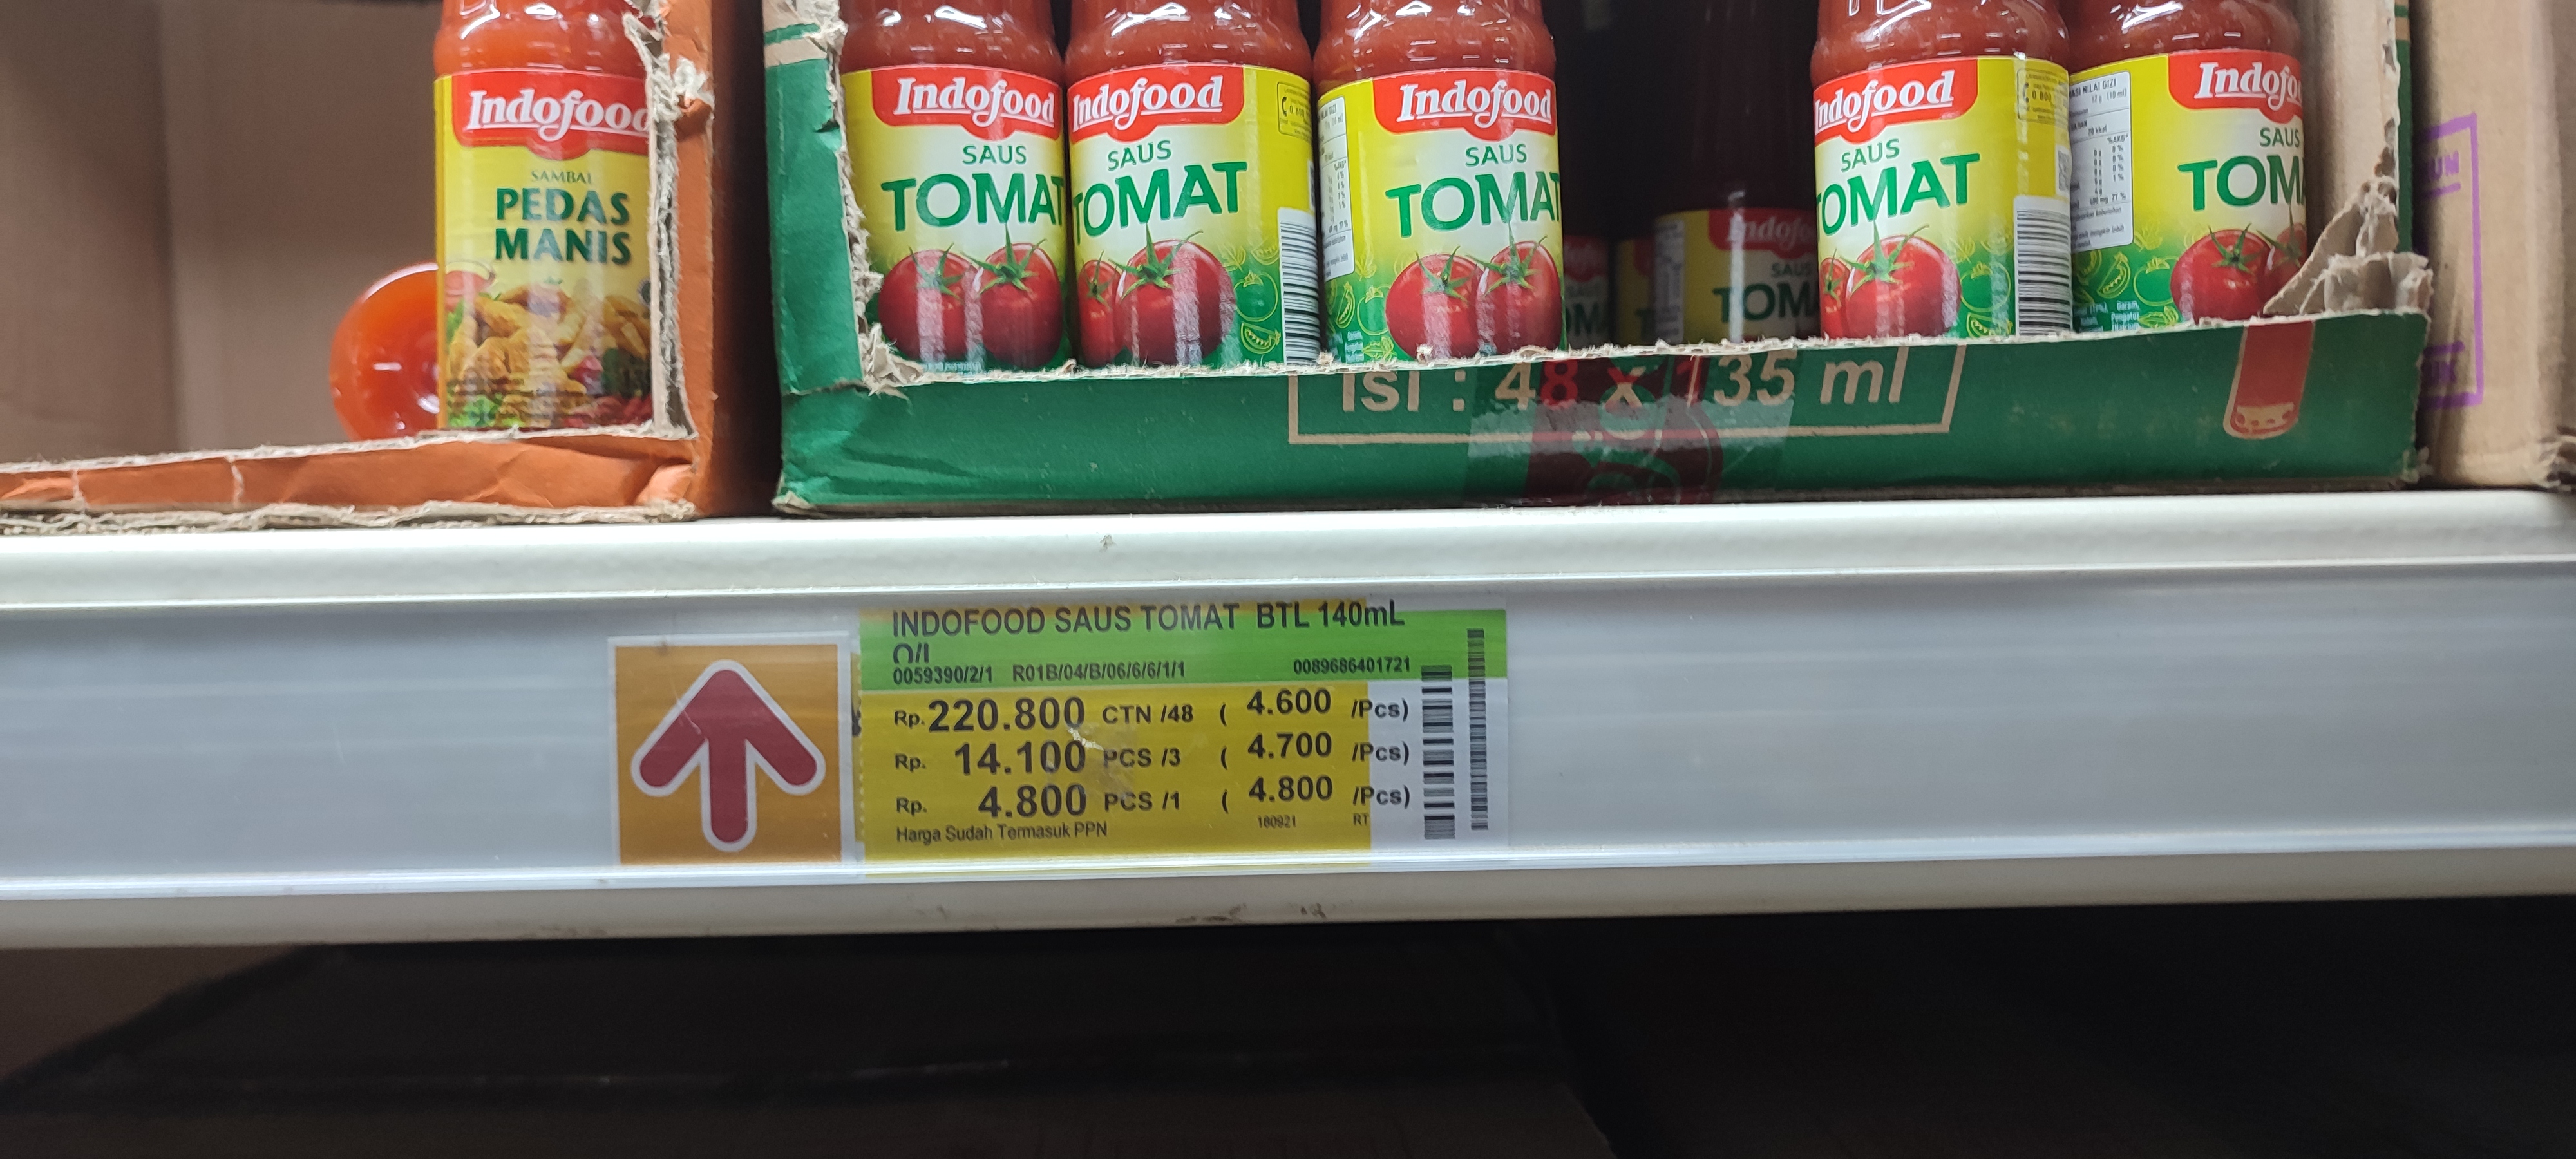 Indofood
SAMBAL
PEDAS
MANIS
Indofood
SAUS
TOMAT
Indofood
SAUS
TOMAT
Indofood
SAUS
TOMAT
Indofood
SAUS
TOM
Indofood
SAUS
TOMAT
Indofo
SAUS
TOM
Isi : 48 x 135 ml
INDOFOOD SAUS TOMAT BTL 140mL
0059390/2/1 R01B/04/B/06/6/6/1/1 0089686401721
Rp. 220.800 CTN /48 ( 4.600 /Pcs)
Rp. 14.100 PCS /3 ( 4.700 /Pcs)
Rp. 4.800 PCS /1 ( 4.800 /Pcs)
Harga Sudah Termasuk PPN 180921 RT